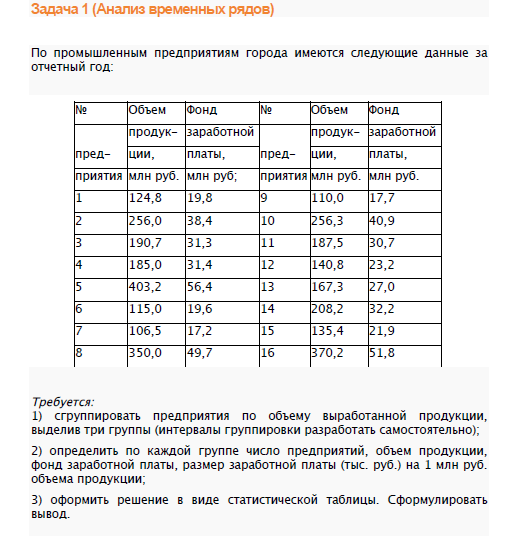 Задача 1 (Анализ временных рядов)
По промышленным предприятиям города имеются следующие данные за
отчетный год:
№ Объем Фонд № Объем Фонд
продук- заработной продук- заработной
пред- ции, платы, пред- ции, платы,
приятия млн руб. млн руб; приятия млн руб. млн руб.
1 124,8 19,8 9 110,0 17,7
2 256,0 38,4 10 256,3 40,9
3 190,7 31,3 11 187,5 30,7
4 185,0 31,4 12 140,8 23,2
5 403,2 56,4 13 167,3 27,0
6 115,0 19,6 14 208,2 32,2
7 106,5 17,2 15 135,4 21,9
8 350,0 49,7 16 370,2 51,8
Требуется:
1) сгруппировать предприятия по объему выработанной продукции,
выделив три группы (интервалы группировки разработать самостоятельно);
2) определить по каждой группе число предприятий, объем продукции,
фонд заработной платы, размер заработной платы (тыс. руб.) на 1 млн руб.
объема продукции;
3) оформить решение в виде статистической таблицы. Сформулировать
вывод.